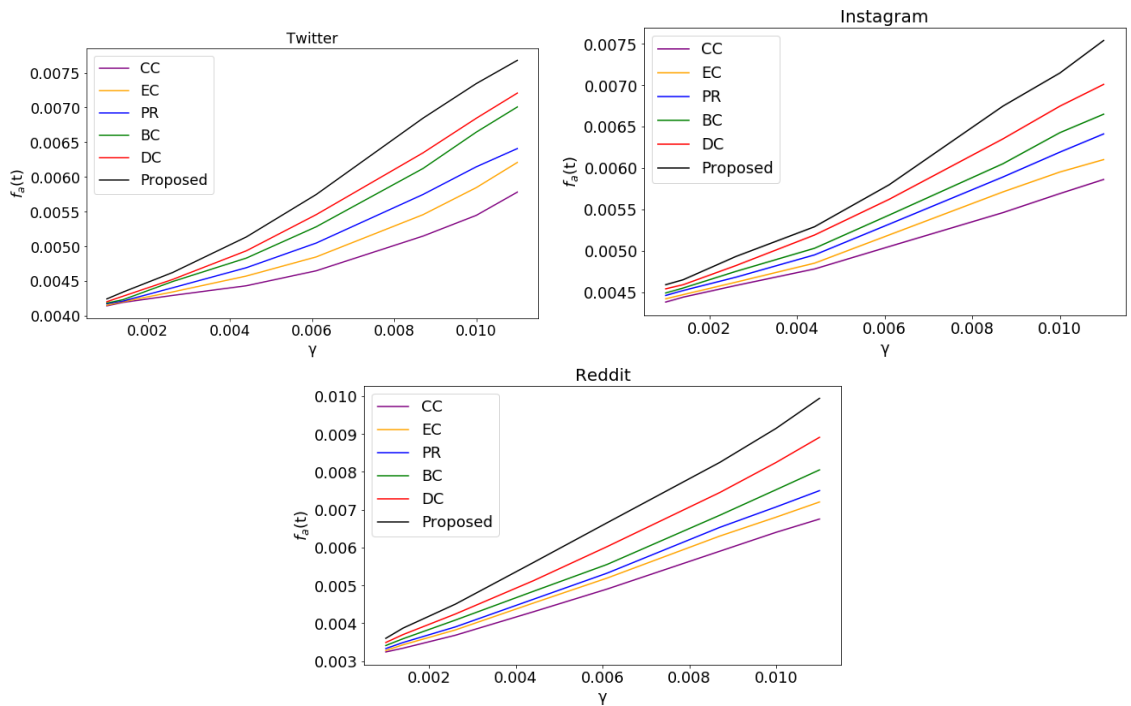 Twitter
0.0075
0.0070
0.0065
0.0060
0.0055
0.0050
0.0045
0.0040
fₐ(t)
CC
EC
PR
BC
DC
Proposed
0.002
0.004
0.006
0.008
0.010
γ
Instagram
0.0075
0.0070
0.0065
0.0060
0.0055
0.0050
0.0045
fₐ(t)
CC
EC
PR
BC
DC
Proposed
0.002
0.004
0.006
0.008
0.010
γ
Reddit
0.010
0.009
0.008
0.007
0.006
0.005
0.004
0.003
fₐ(t)
CC
EC
PR
BC
DC
Proposed
0.002
0.004
0.006
0.008
0.010
γ